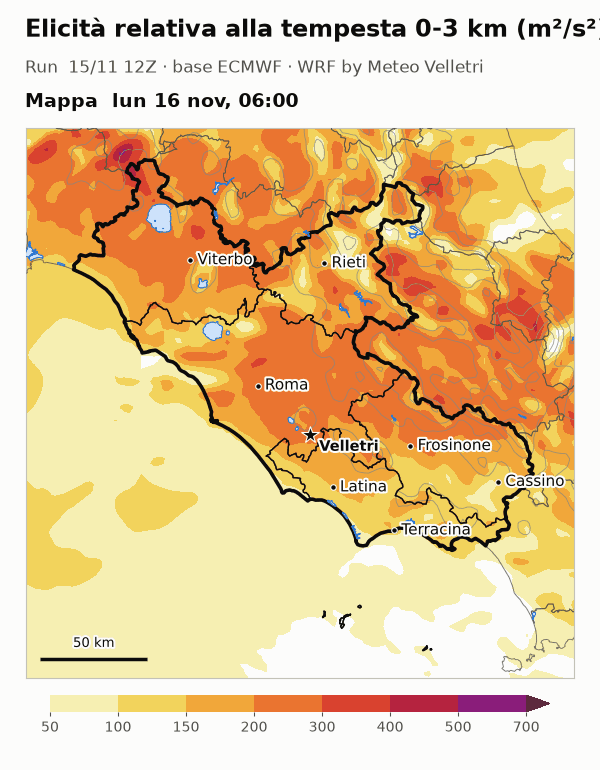 Elicità relativa alla tempesta 0-3 km (m²/s²)
Run 15/11 12Z · base ECMWF · WRF by Meteo Velletri
Mappa lun 16 nov, 06:00
Viterbo
Rieti
Roma
Velletri
Frosinone
Cassino
Latina
Terracina
50 km
50 100 150 200 300 400 500 700